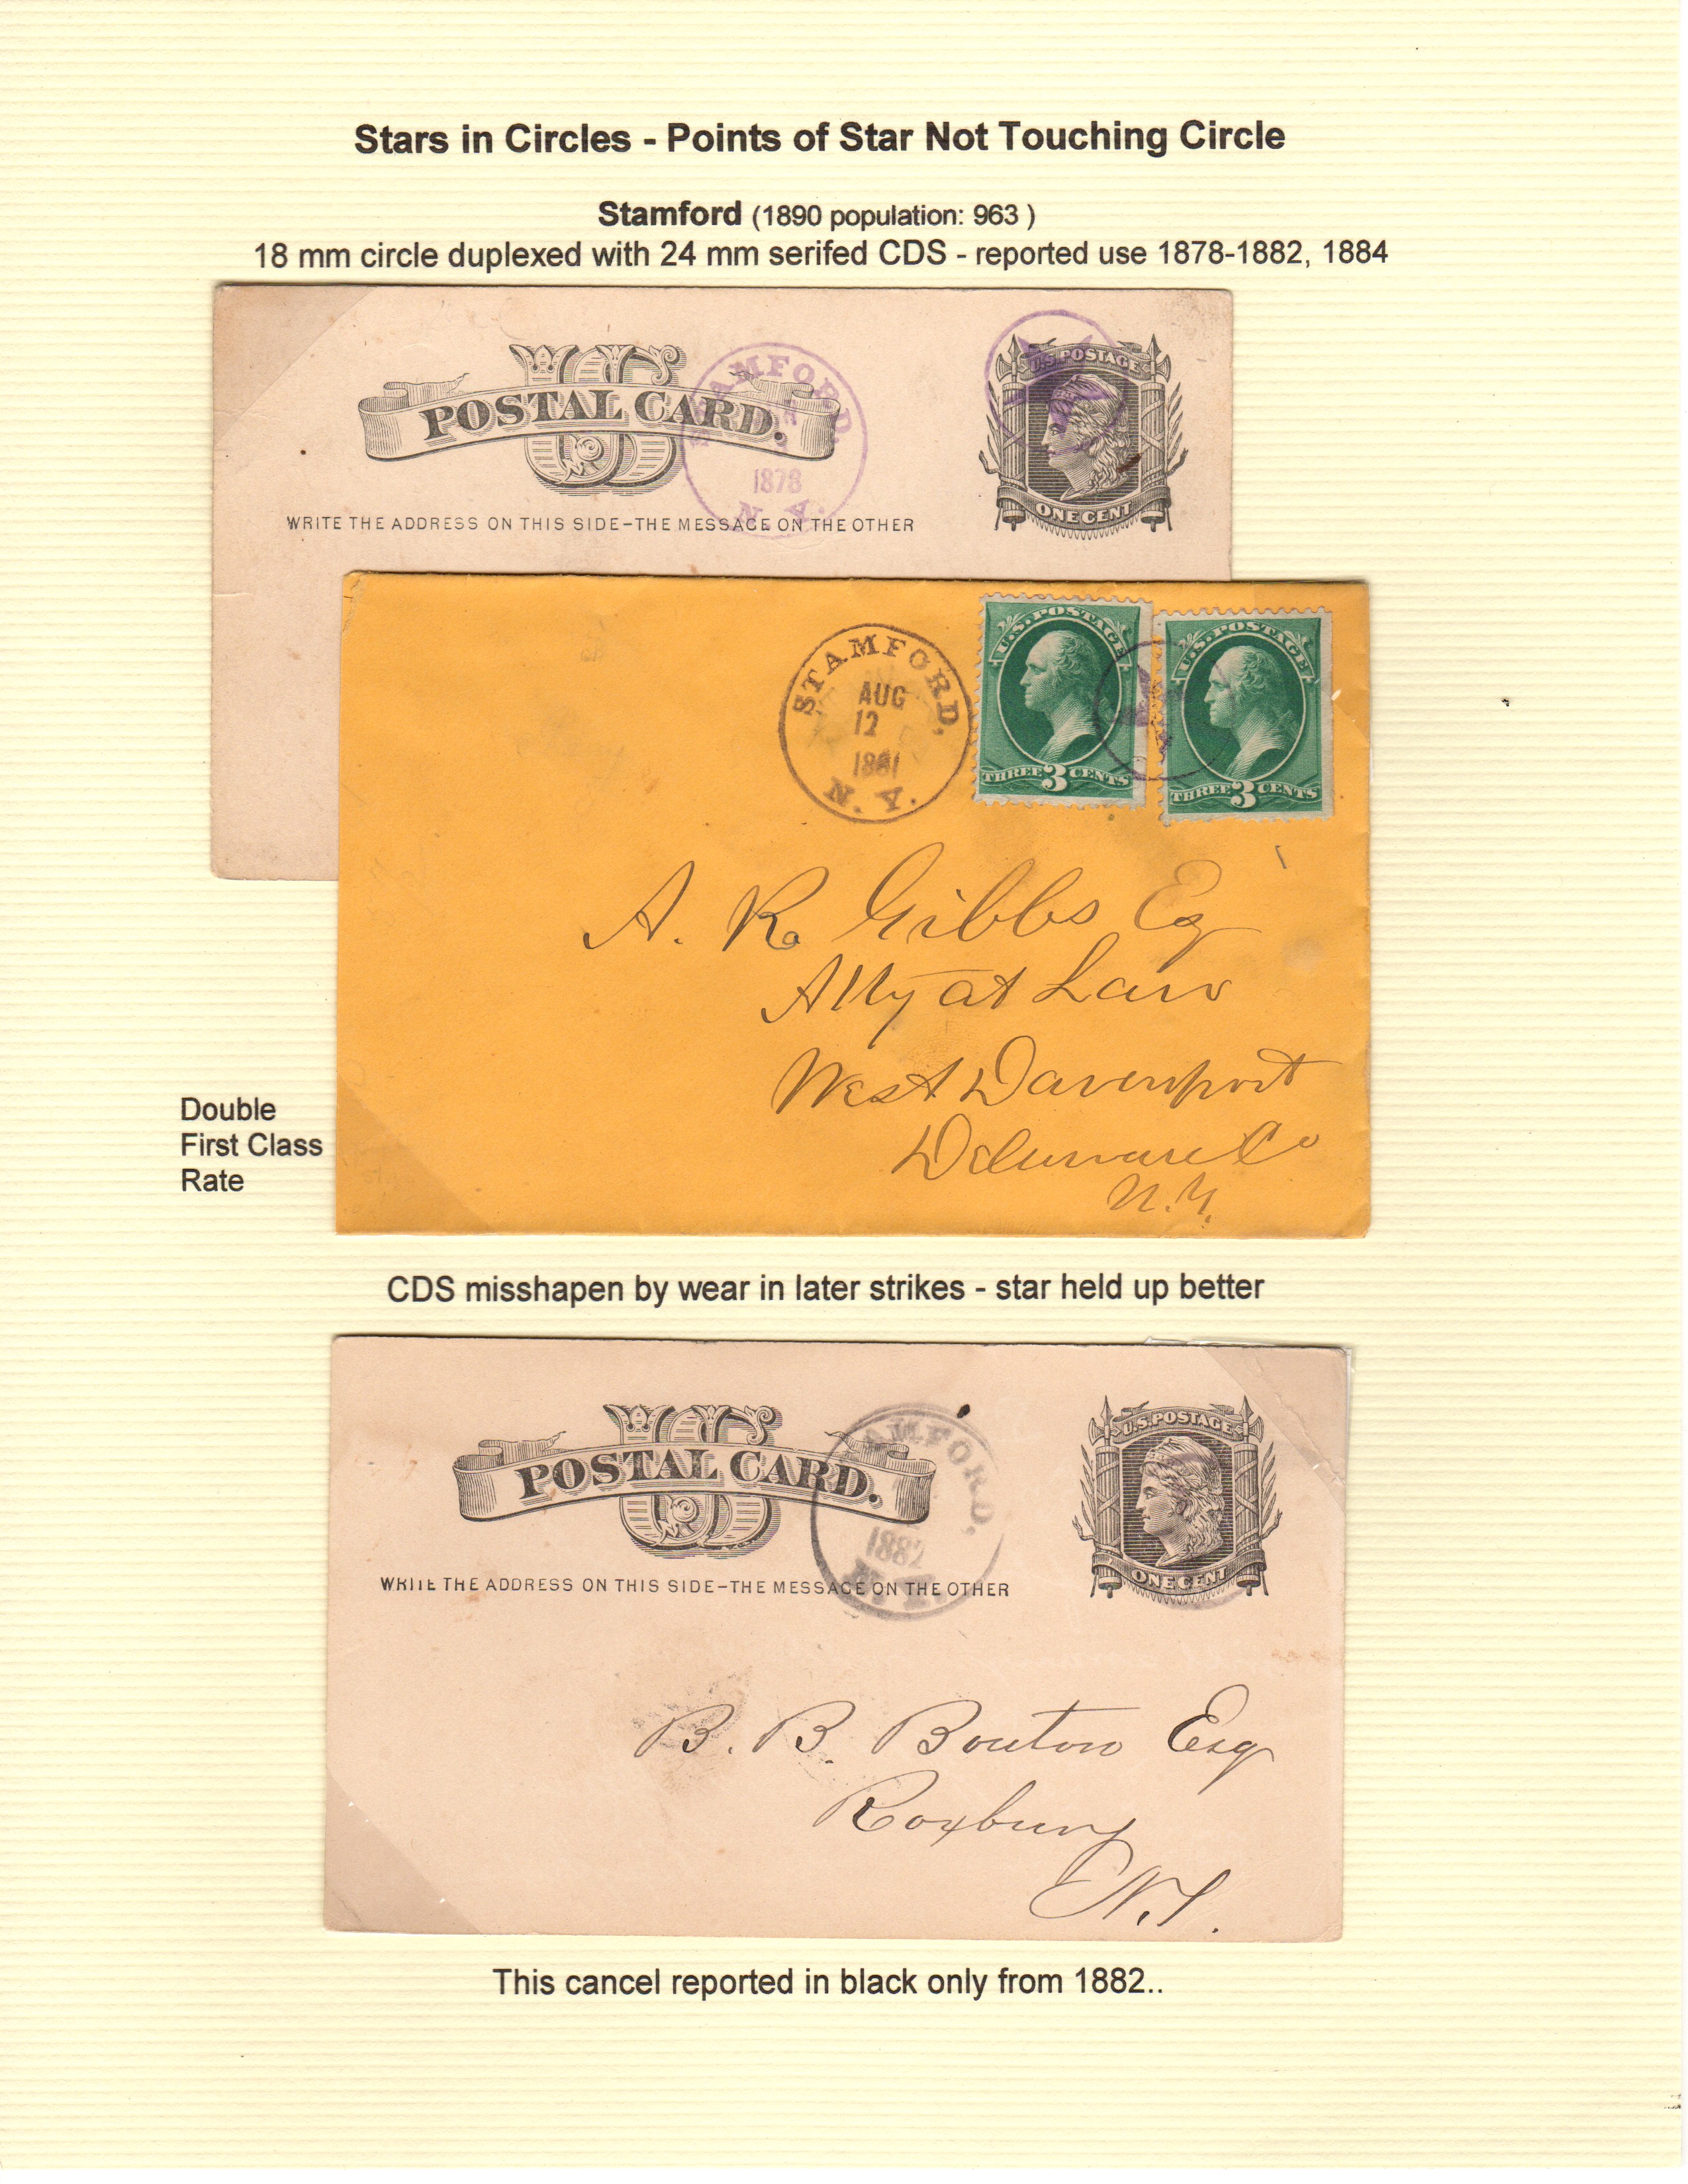 Stars in Circles - Points of Star Not Touching Circle
Stamford (1890 population: 963 )
18 mm circle duplexed with 24 mm serifed CDS - reported use 1878-1882, 1884
U.S. POSTAGE
US
POSTAL CARD.
STAMFORD.
1878
N. Y.
WRITE THE ADDRESS ON THIS SIDE-THE MESSAGE ON THE OTHER
ONE CENT
U.S. POSTAGE
U.S. POSTAGE
STAMFORD,
AUG
12
1881
N. Y.
THREE 3 CENTS
THREE 3 CENTS
A. R. Gibbs Eq
Atty at Law
West Davenport
Delaware Co
N.Y.
Double
First Class
Rate
CDS misshapen by wear in later strikes - star held up better
U.S. POSTAGE
US
POSTAL CARD.
AMFORD,
1882
N. Y.
WRITE THE ADDRESS ON THIS SIDE-THE MESSAGE ON THE OTHER
ONE CENT
B. B. Bouton Esq
Roxbury
N.Y.
This cancel reported in black only from 1882..